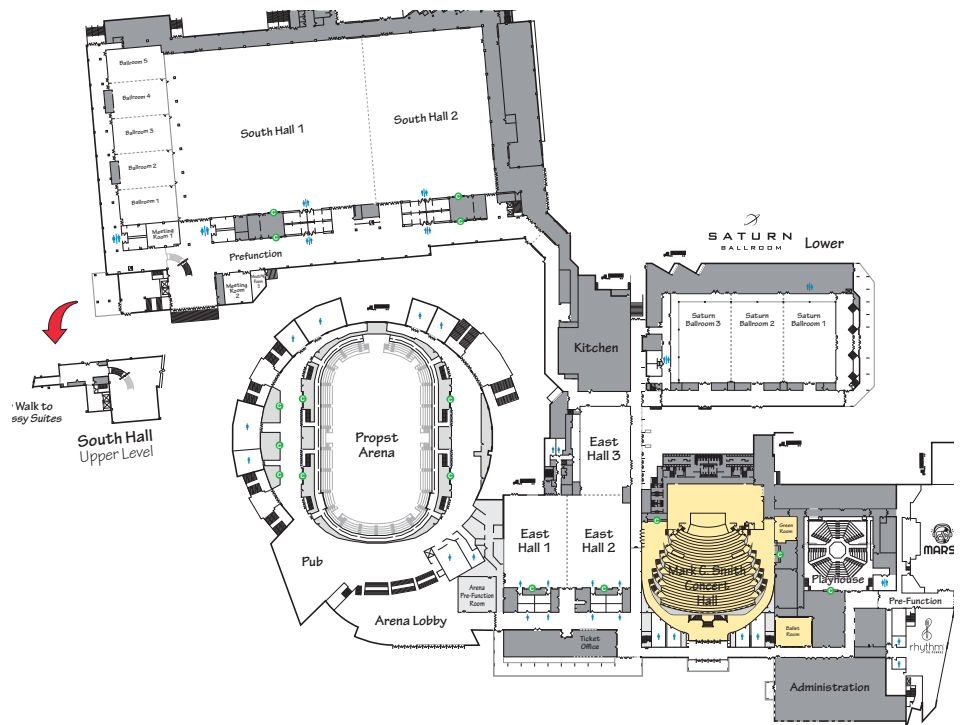 Ballroom 5
Ballroom 4
Ballroom 3
Ballroom 2
Ballroom 1
South Hall 1
South Hall 2
Meeting
Room 1
Prefunction
Meeting
Room 2
SATURN
BALLROOM
Lower
Saturn
Ballroom 3
Saturn
Ballroom 2
Saturn
Ballroom 1
Kitchen
Walk to
ssy Suites
South Hall
Upper Level
Propst
Arena
East
Hall 3
East
Hall 1
East
Hall 2
Pub
Arena
Pre-Function
Room
Arena Lobby
Ticket
Office
Mark C. Smith
Concert
Hall
Green
Room
Ballet
Room
Playhouse
MARS
Pre-Function
rhythm
Administration